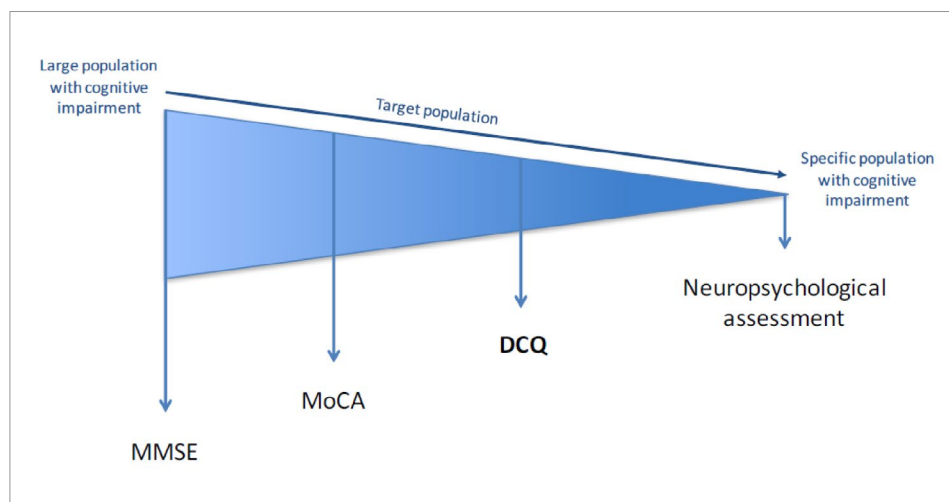 Large population
with cognitive
impairment
Target population
Specific population
with cognitive
impairment
Neuropsychological
assessment
DCQ
MoCA
MMSE